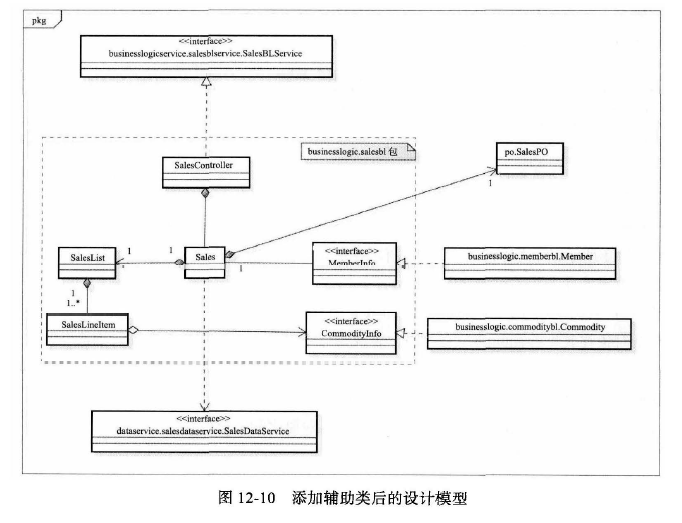 pkg
<<interface>>
businesslogicservice.salesblservice.SalesBLService
businesslogic.salesbl 包
SalesController
po.SalesPO
1
SalesList
1
1
Sales
1
<<interface>>
MemberInfo
businesslogic.memberbl.Member
1
1..*
SalesLineItem
<<interface>>
CommodityInfo
businesslogic.commoditybl.Commodity
<<interface>>
dataservice.salesdataservice.SalesDataService
图 12-10 添加辅助类后的设计模型